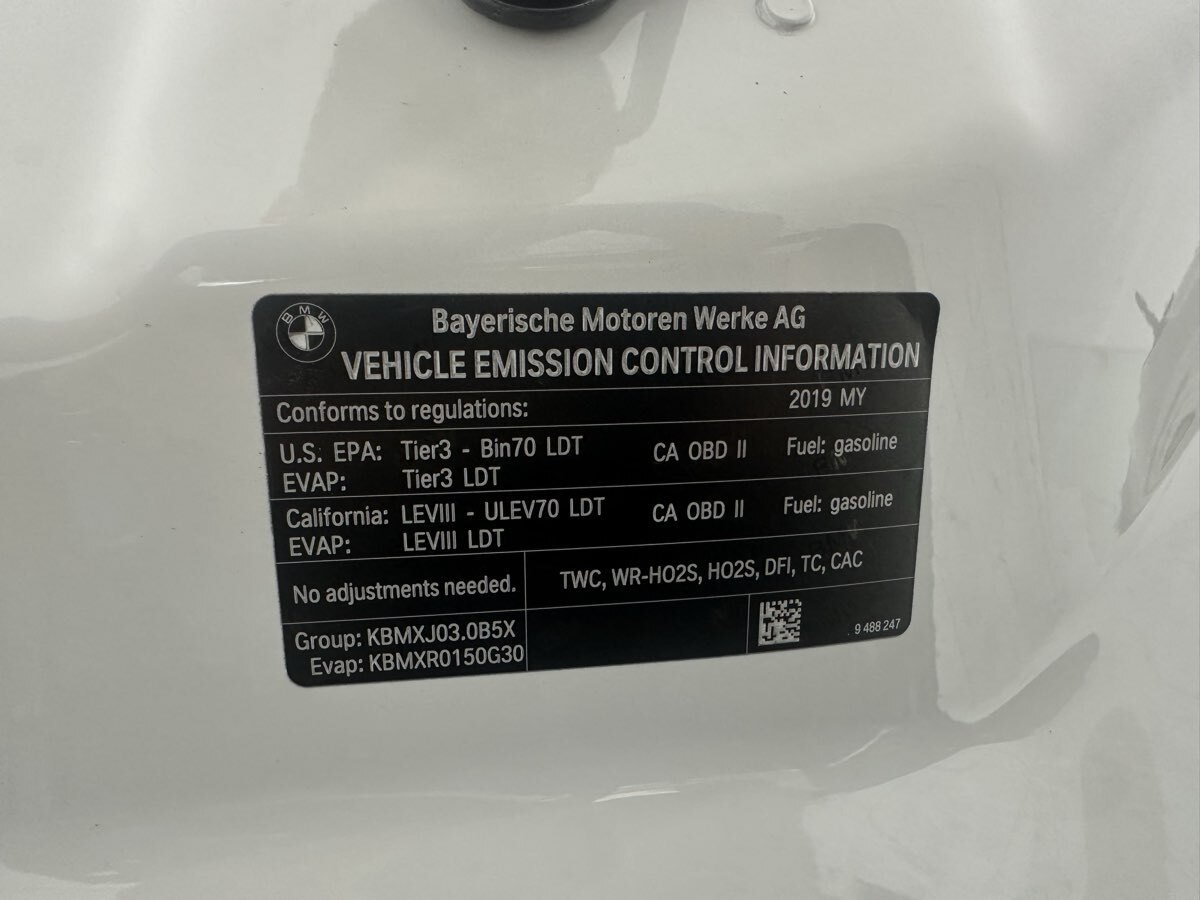 BMW
Bayerische Motoren Werke AG
VEHICLE EMISSION CONTROL INFORMATION
Conforms to regulations: 2019 MY
U.S. EPA: Tier3 - Bin70 LDT CA OBD II Fuel: gasoline
EVAP: Tier3 LDT
California: LEVIII - ULEV70 LDT CA OBD II Fuel: gasoline
EVAP: LEVIII LDT
No adjustments needed. TWC, WR-HO2S, HO2S, DFI, TC, CAC
Group: KBMXJ03.0B5X
Evap: KBMXR0150G30
9 488 247